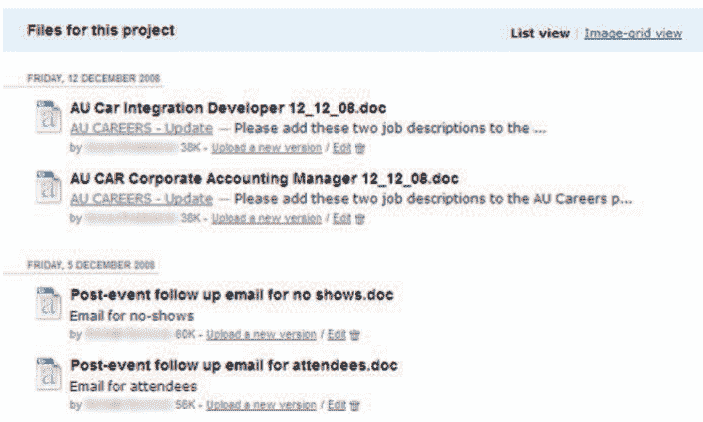 Files for this project
List view | Image-grid view
FRIDAY, 12 DECEMBER 2008
AU Car Integration Developer 12_12_08.doc
AU CAREERS - Update — Please add these two job descriptions to the ...
by 38K - Upload a new version / Edit
AU CAR Corporate Accounting Manager 12_12_08.doc
AU CAREERS - Update — Please add these two job descriptions to the AU Careers p...
by 38K - Upload a new version / Edit
FRIDAY, 5 DECEMBER 2008
Post-event follow up email for no shows.doc
Email for no-shows
by 60K - Upload a new version / Edit
Post-event follow up email for attendees.doc
Email for attendees
by 58K - Upload a new version / Edit